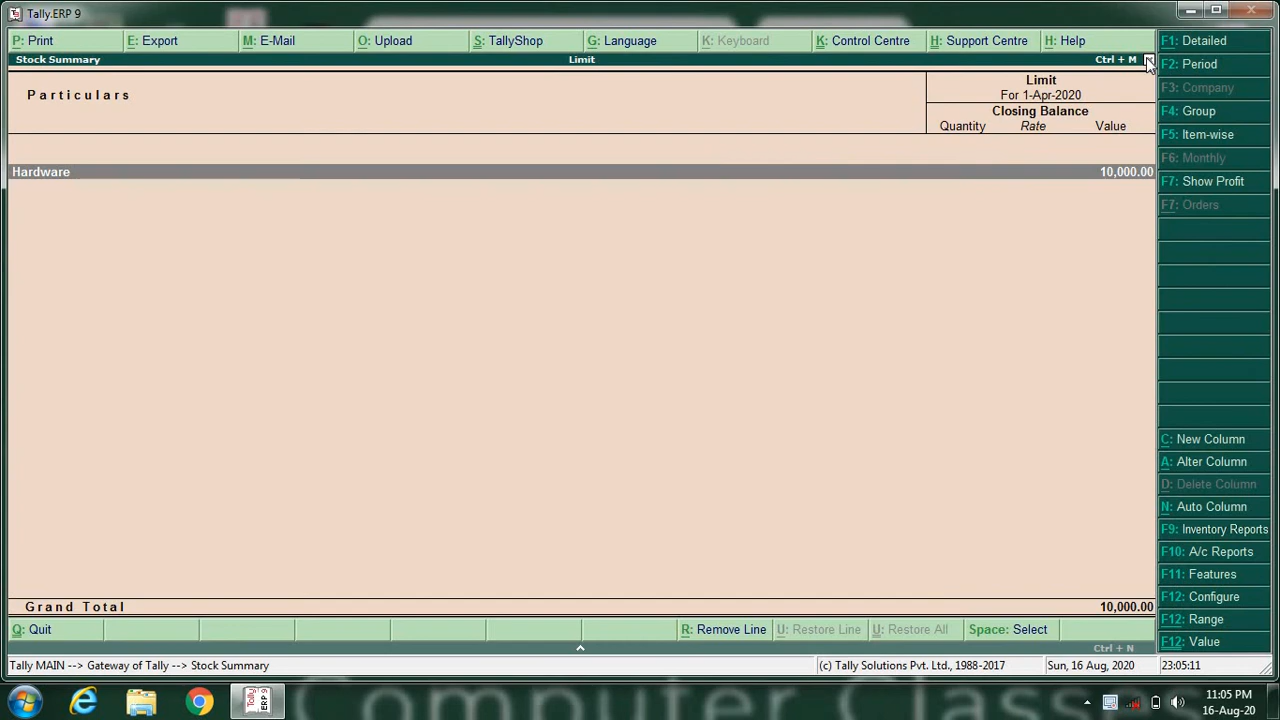 Tally.ERP 9
P: Print
E: Export
M: E-Mail
O: Upload
S: TallyShop
G: Language
K: Keyboard
K: Control Centre
H: Support Centre
H: Help
Stock Summary
Limit
Ctrl + M
Particulars
Limit
For 1-Apr-2020
Closing Balance
Quantity Rate Value
Hardware 10,000.00
Grand Total 10,000.00
F1: Detailed
F2: Period
F3: Company
F4: Group
F5: Item-wise
F6: Monthly
F7: Show Profit
F7: Orders
C: New Column
A: Alter Column
D: Delete Column
N: Auto Column
F9: Inventory Reports
F10: A/c Reports
F11: Features
F12: Configure
F12: Range
F12: Value
Q: Quit
R: Remove Line
U: Restore Line
U: Restore All
Space: Select
Ctrl + N
Tally MAIN --> Gateway of Tally --> Stock Summary
(c) Tally Solutions Pvt. Ltd., 1988-2017
Sun, 16 Aug, 2020
23:05:11
Tally ERP 9
11:05 PM
16-Aug-20